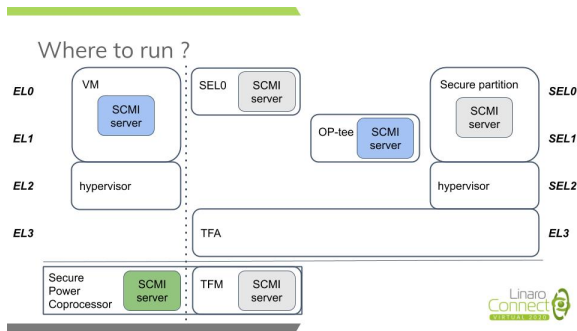 Where to run ?
EL0
VM
SCMI
server
SEL0
SCMI
server
Secure partition
SCMI
server
SEL0
EL1
OP-tee
SCMI
server
SEL1
EL2
hypervisor
hypervisor
SEL2
EL3
TFA
EL3
Secure
Power
Coprocessor
SCMI
server
TFM
SCMI
server
Linaro
Connect
VIRTUAL 2020